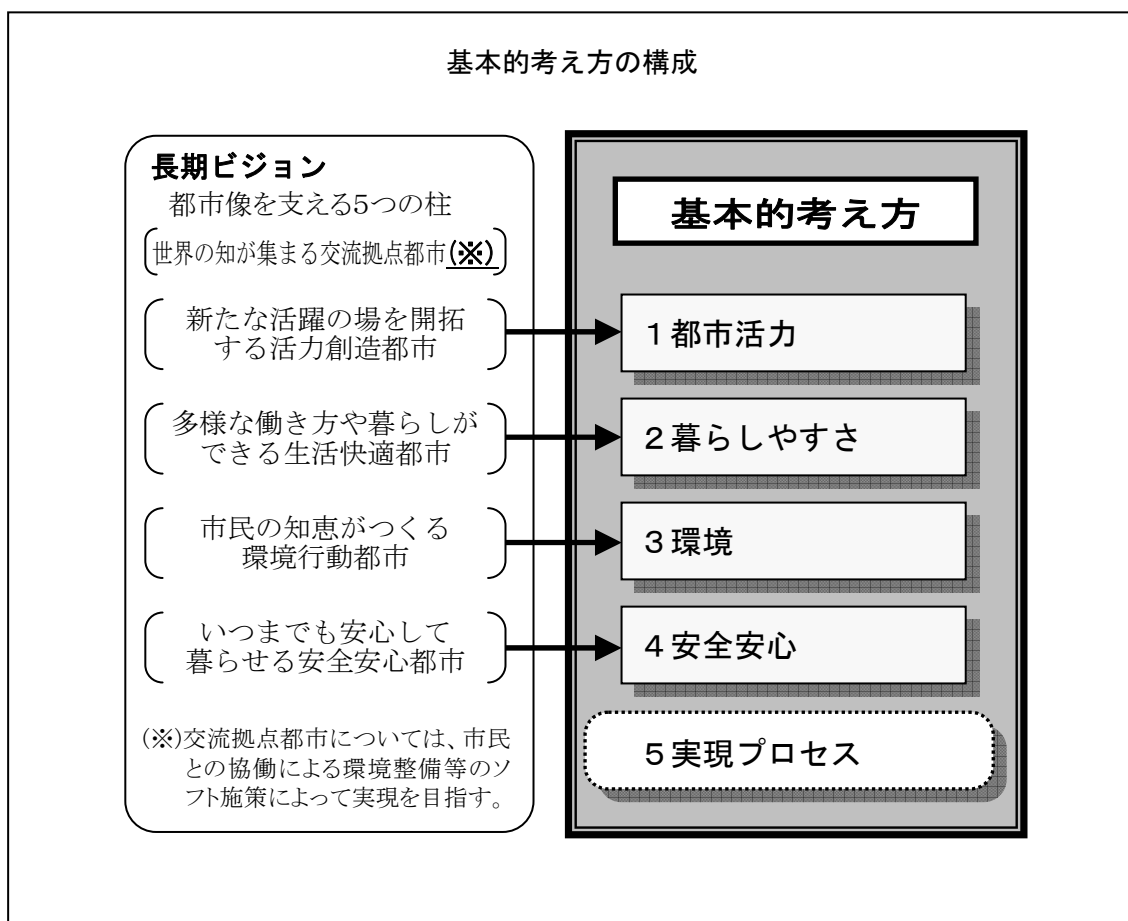 基本的考え方の構成
長期ビジョン
都市像を支える5つの柱
世界の知が集まる交流拠点都市(※)
新たな活躍の場を開拓
する活力創造都市
多様な働き方や暮らしが
できる生活快適都市
市民の知恵がつくる
環境行動都市
いつまでも安心して
暮らせる安全安心都市
(※)交流拠点都市については、市民
との協働による環境整備等のソ
フト施策によって実現を目指す。
基本的考え方
1都市活力
2暮らしやすさ
3環境
4安全安心
5実現プロセス